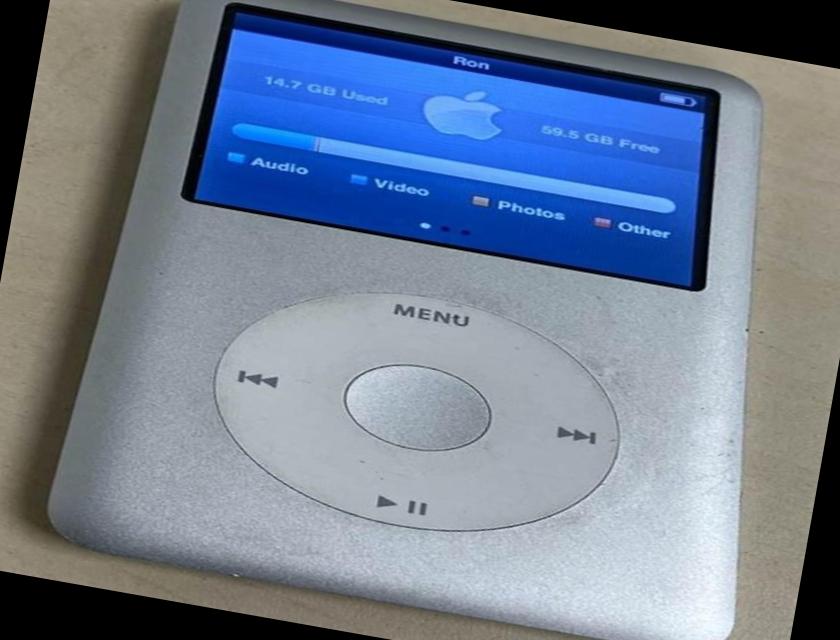 Ron
14.7 GB Used
59.5 GB Free
Audio
Video
Photos
Other
MENU